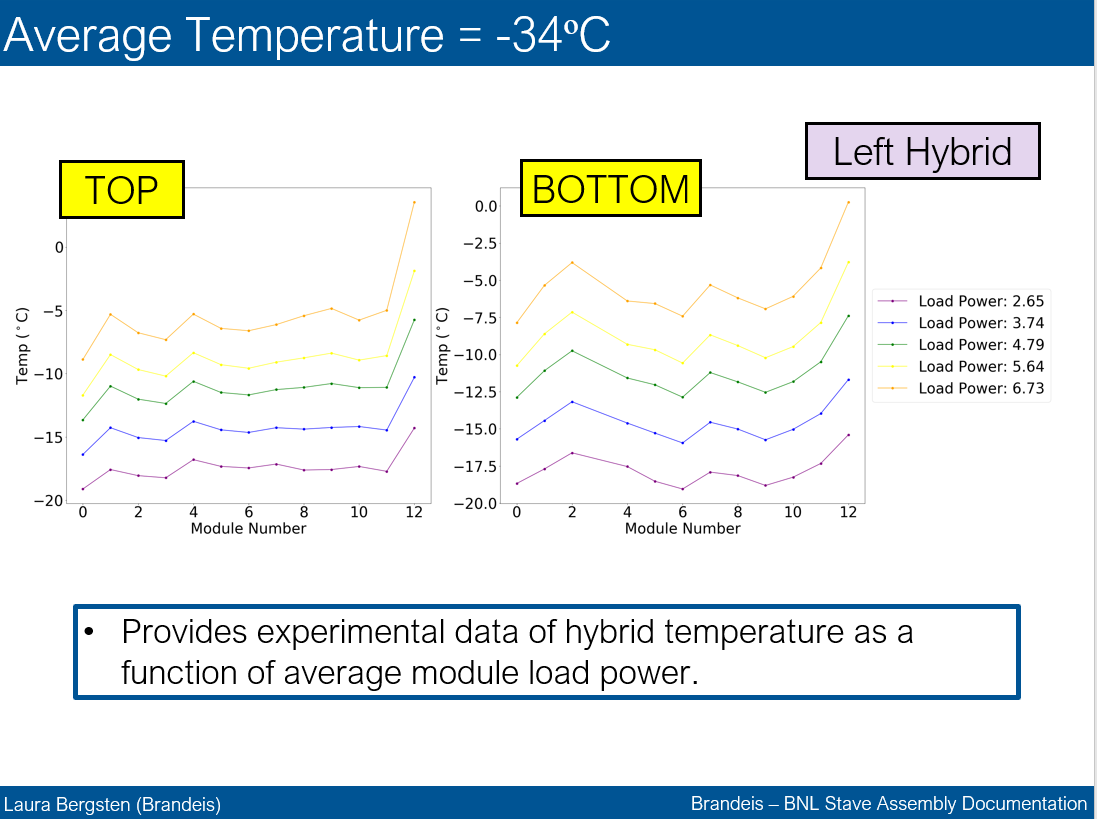 Average Temperature = -34ºC
Left Hybrid
TOP
0
−5
−10
−15
−20
Temp (°C)
0 2 4 6 8 10 12
Module Number
BOTTOM
0.0
−2.5
−5.0
−7.5
−10.0
−12.5
−15.0
−17.5
−20.0
Temp (°C)
0 2 4 6 8 10 12
Module Number
Load Power: 2.65
Load Power: 3.74
Load Power: 4.79
Load Power: 5.64
Load Power: 6.73
• Provides experimental data of hybrid temperature as a
function of average module load power.
Laura Bergsten (Brandeis)
Brandeis – BNL Stave Assembly Documentation